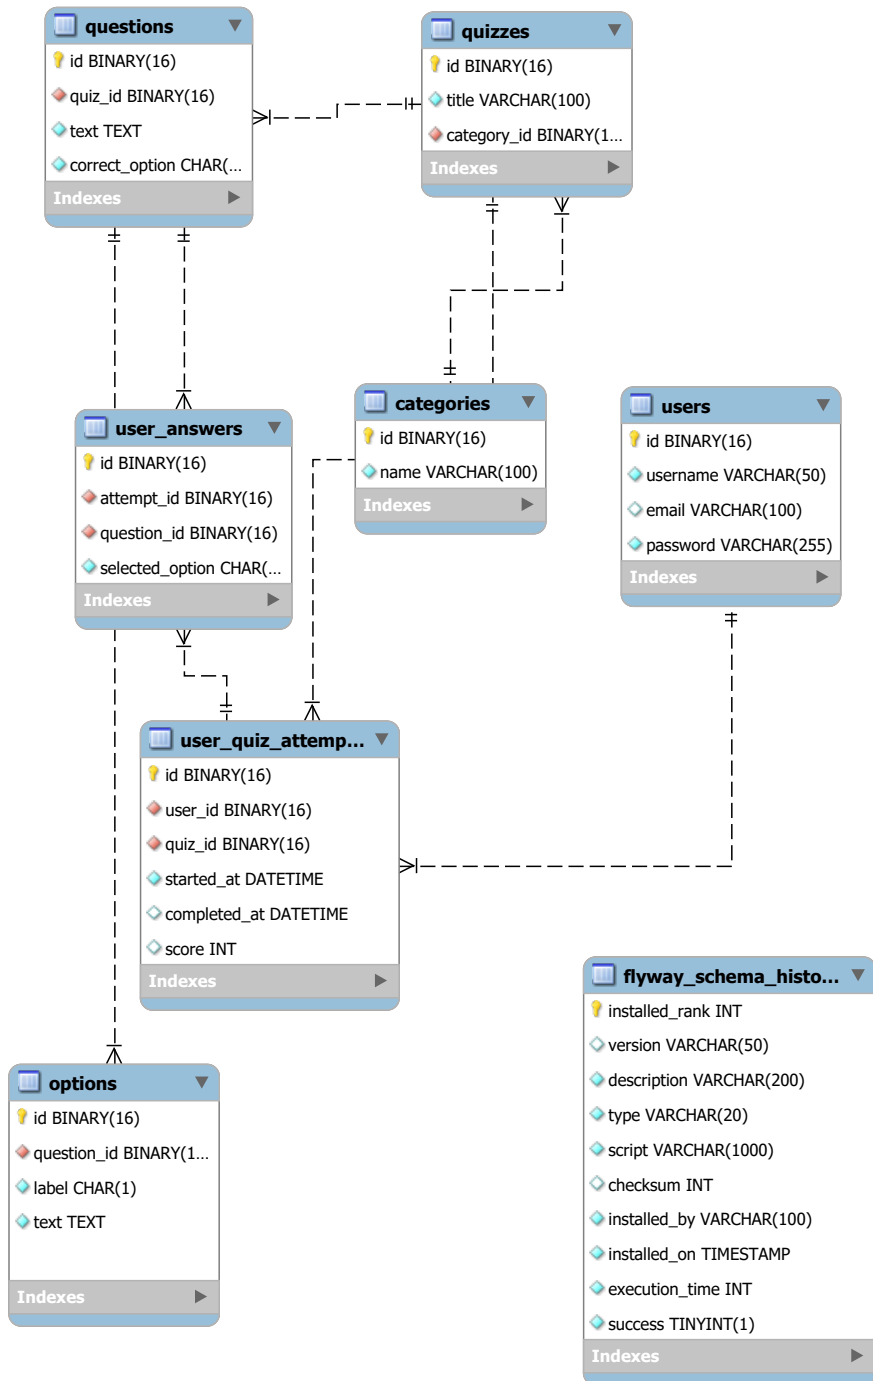 questions
id BINARY(16)
quiz_id BINARY(16)
text TEXT
correct_option CHAR(...
Indexes
quizzes
id BINARY(16)
title VARCHAR(100)
category_id BINARY(1...
Indexes
user_answers
id BINARY(16)
attempt_id BINARY(16)
question_id BINARY(16)
selected_option CHAR(...
Indexes
categories
id BINARY(16)
name VARCHAR(100)
Indexes
users
id BINARY(16)
username VARCHAR(50)
email VARCHAR(100)
password VARCHAR(255)
Indexes
user_quiz_attemp...
id BINARY(16)
user_id BINARY(16)
quiz_id BINARY(16)
started_at DATETIME
completed_at DATETIME
score INT
Indexes
options
id BINARY(16)
question_id BINARY(1...
label CHAR(1)
text TEXT
Indexes
flyway_schema_histo...
installed_rank INT
version VARCHAR(50)
description VARCHAR(200)
type VARCHAR(20)
script VARCHAR(1000)
checksum INT
installed_by VARCHAR(100)
installed_on TIMESTAMP
execution_time INT
success TINYINT(1)
Indexes